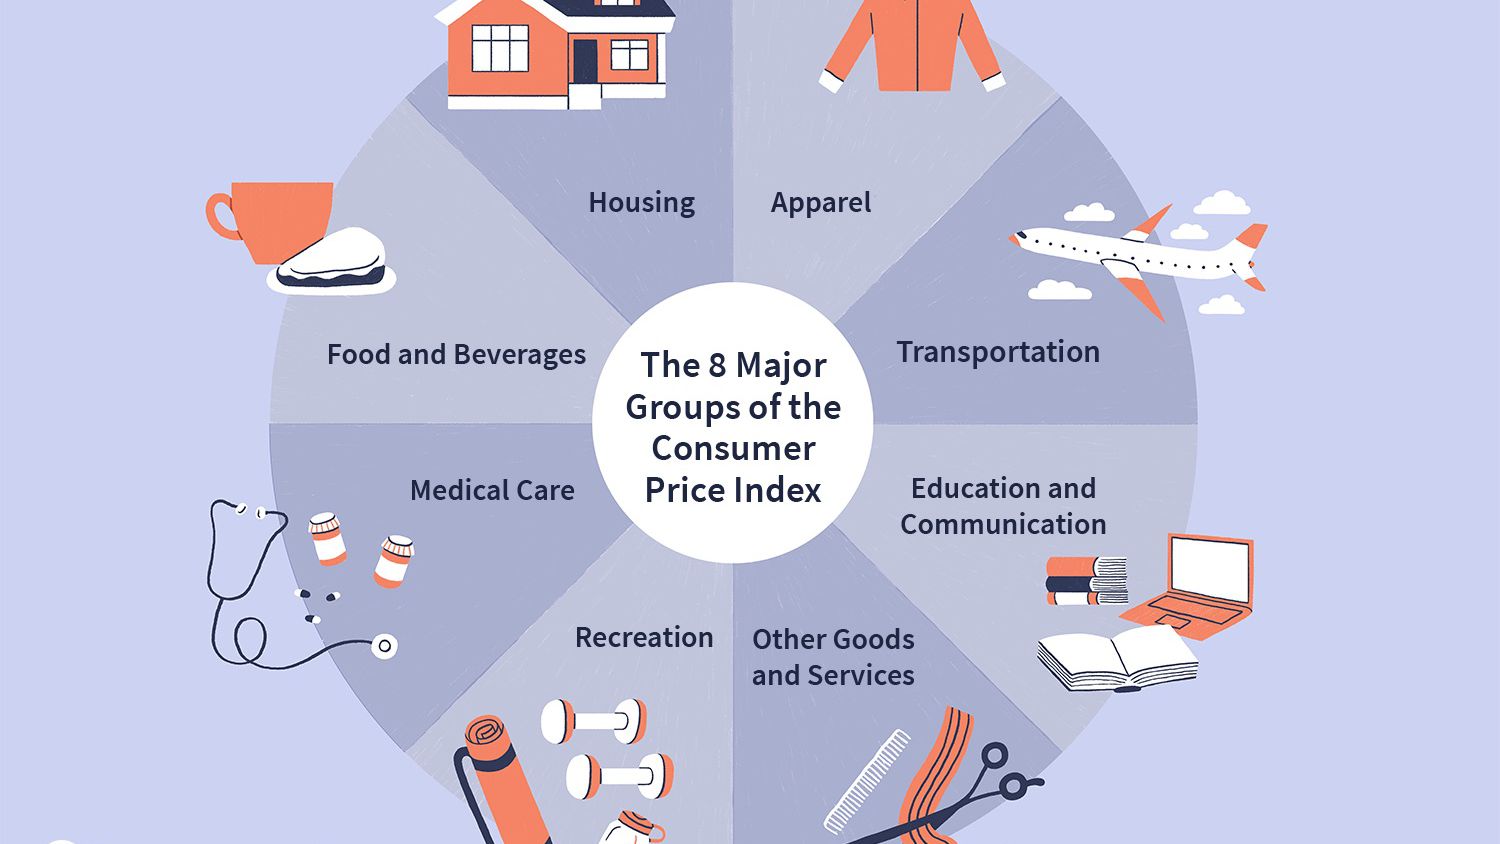 Housing
Apparel
Food and Beverages
Transportation
The 8 Major
Groups of the
Consumer
Price Index
Medical Care
Education and
Communication
Recreation
Other Goods
and Services